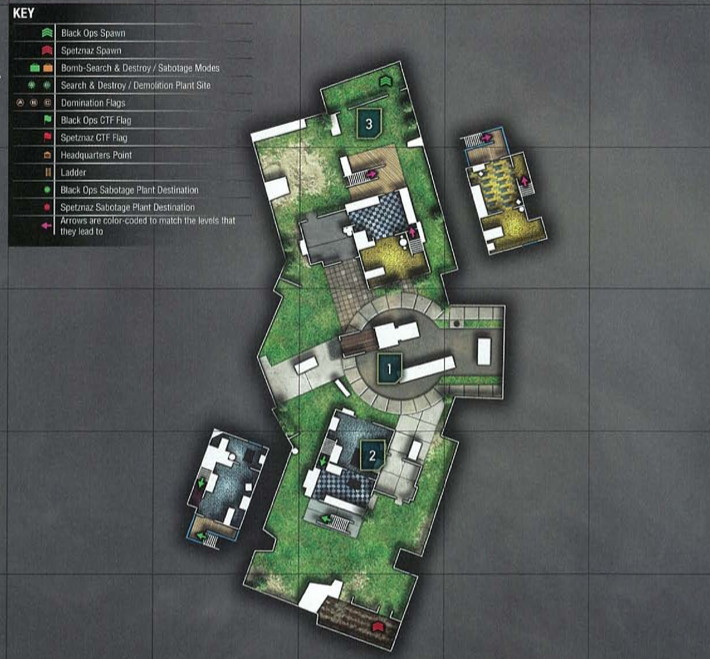 KEY
Black Ops Spawn
Spetznaz Spawn
Bomb-Search & Destroy / Sabotage Modes
Search & Destroy / Demolition Plant Site
A B C Domination Flags
Black Ops CTF Flag
Spetznaz CTF Flag
Headquarters Point
Ladder
Black Ops Sabotage Plant Destination
Spetznaz Sabotage Plant Destination
Arrows are color-coded to match the levels that
they lead to
3
1
2